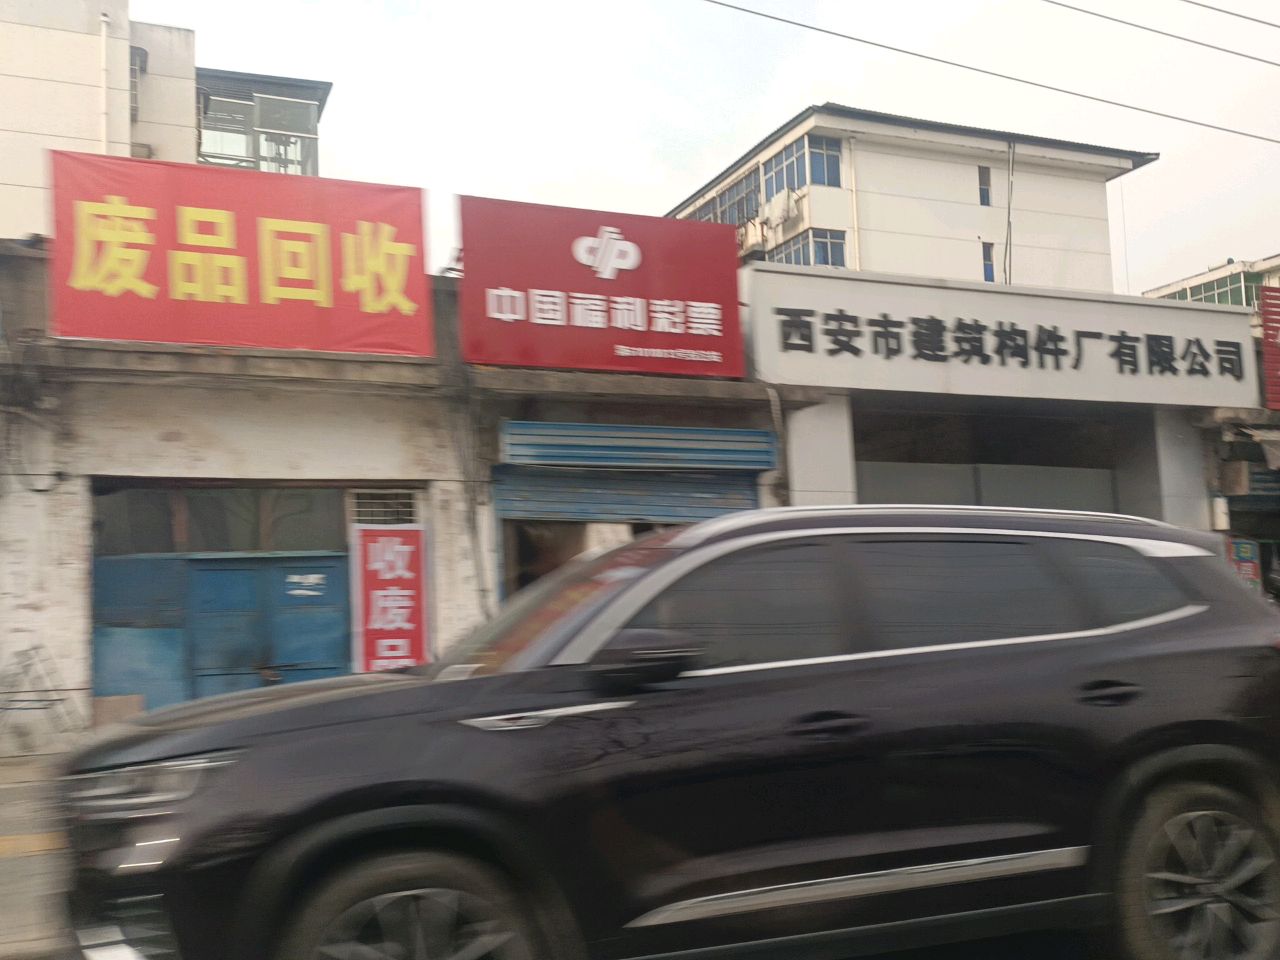 废品回收
中国福利彩票
西安市建筑构件厂有限公司
收废品